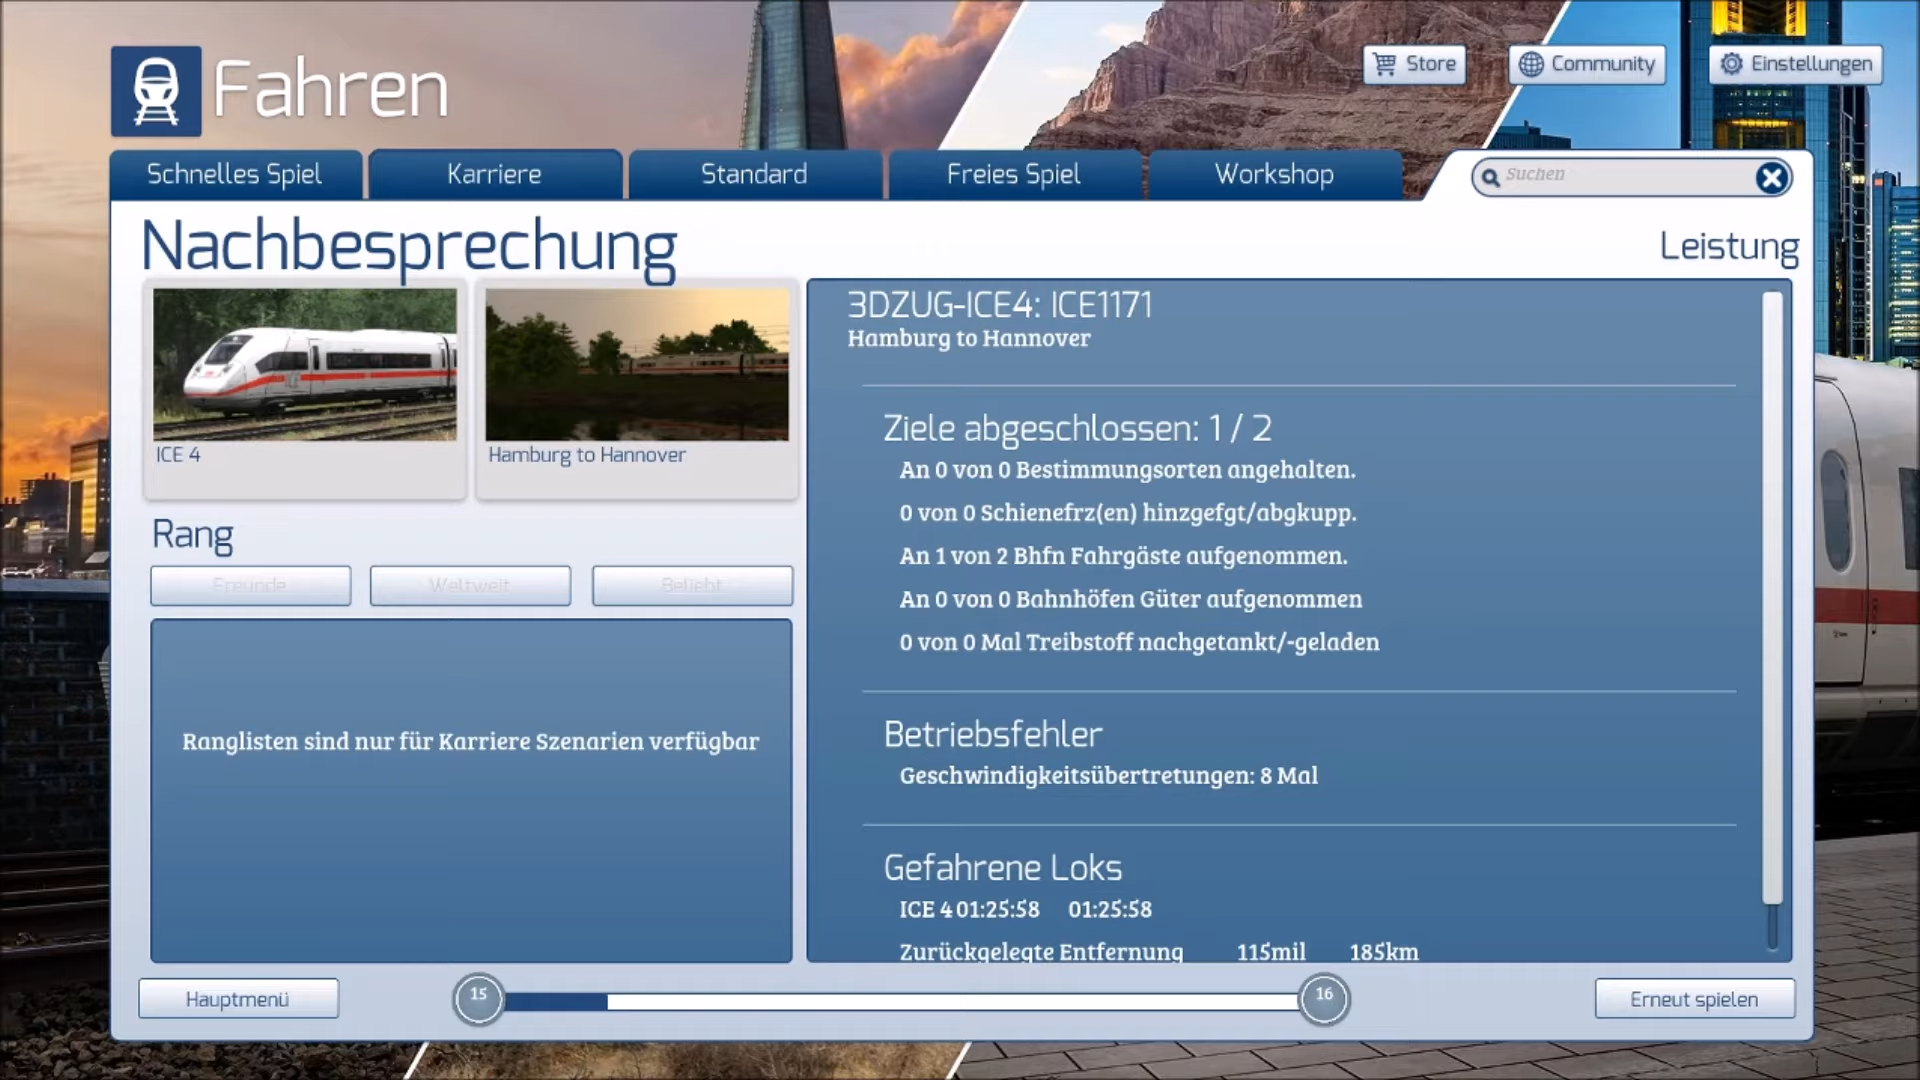 Fahren
Store
Community
Einstellungen
Schnelles Spiel
Karriere
Standard
Freies Spiel
Workshop
Suchen
Nachbesprechung
Leistung
ICE 4
Hamburg to Hannover
Rang
Freunde
Weltweit
Beliebt
Ranglisten sind nur für Karriere Szenarien verfügbar
3DZUG-ICE4: ICE1171
Hamburg to Hannover
Ziele abgeschlossen: 1 / 2
An 0 von 0 Bestimmungsorten angehalten.
0 von 0 Schienefrz(en) hinzgefgt/abgkupp.
An 1 von 2 Bhfn Fahrgäste aufgenommen.
An 0 von 0 Bahnhöfen Güter aufgenommen
0 von 0 Mal Treibstoff nachgetankt/-geladen
Betriebsfehler
Geschwindigkeitsübertretungen: 8 Mal
Gefahrene Loks
ICE 4 01:25:58 01:25:58
Zurückgelegte Entfernung 115mil 185km
Hauptmenü
15
16
Erneut spielen